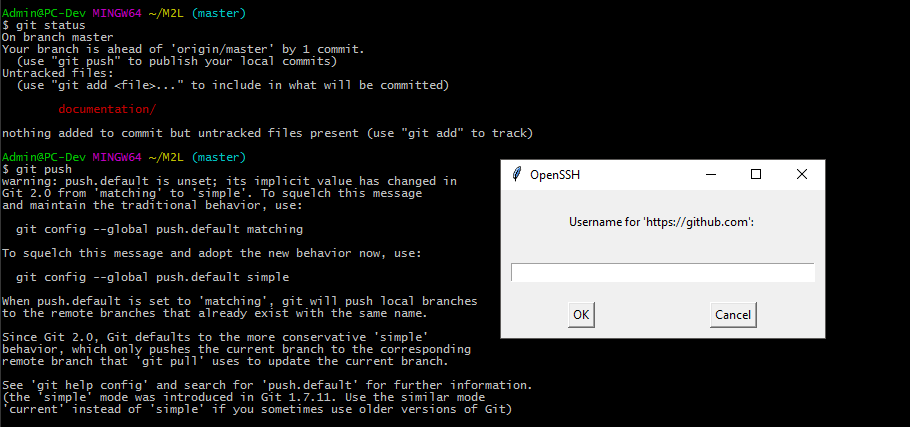 Admin@PC-Dev MINGW64 ~/M2L (master)
$ git status
On branch master
Your branch is ahead of 'origin/master' by 1 commit.
  (use "git push" to publish your local commits)
Untracked files:
  (use "git add <file>..." to include in what will be committed)

        documentation/

nothing added to commit but untracked files present (use "git add" to track)

Admin@PC-Dev MINGW64 ~/M2L (master)
$ git push
warning: push.default is unset; its implicit value has changed in
Git 2.0 from 'matching' to 'simple'. To squelch this message
and maintain the traditional behavior, use:

  git config --global push.default matching

To squelch this message and adopt the new behavior now, use:

  git config --global push.default simple

When push.default is set to 'matching', git will push local branches
to the remote branches that already exist with the same name.

Since Git 2.0, Git defaults to the more conservative 'simple'
behavior, which only pushes the current branch to the corresponding
remote branch that 'git pull' uses to update the current branch.

See 'git help config' and search for 'push.default' for further information.
(the 'simple' mode was introduced in Git 1.7.11. Use the similar mode
'current' instead of 'simple' if you sometimes use older versions of Git)

OpenSSH
Username for 'https://github.com':
OK
Cancel